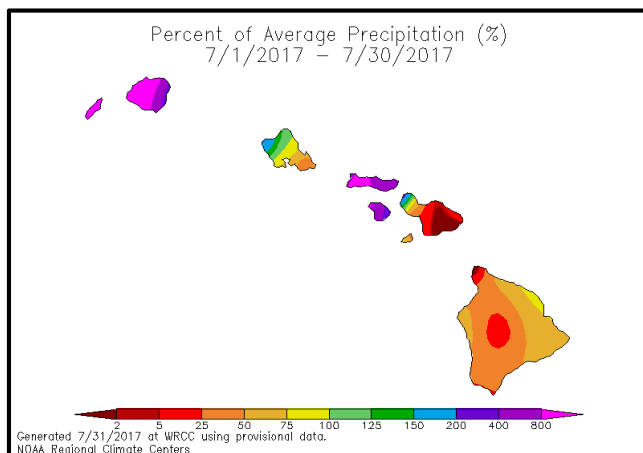 Percent of Average Precipitation (%)
7/1/2017 – 7/30/2017
2 5 25 50 75 100 125 150 200 400 800
Generated 7/31/2017 at WRCC using provisional data.
NOAA Regional Climate Centers